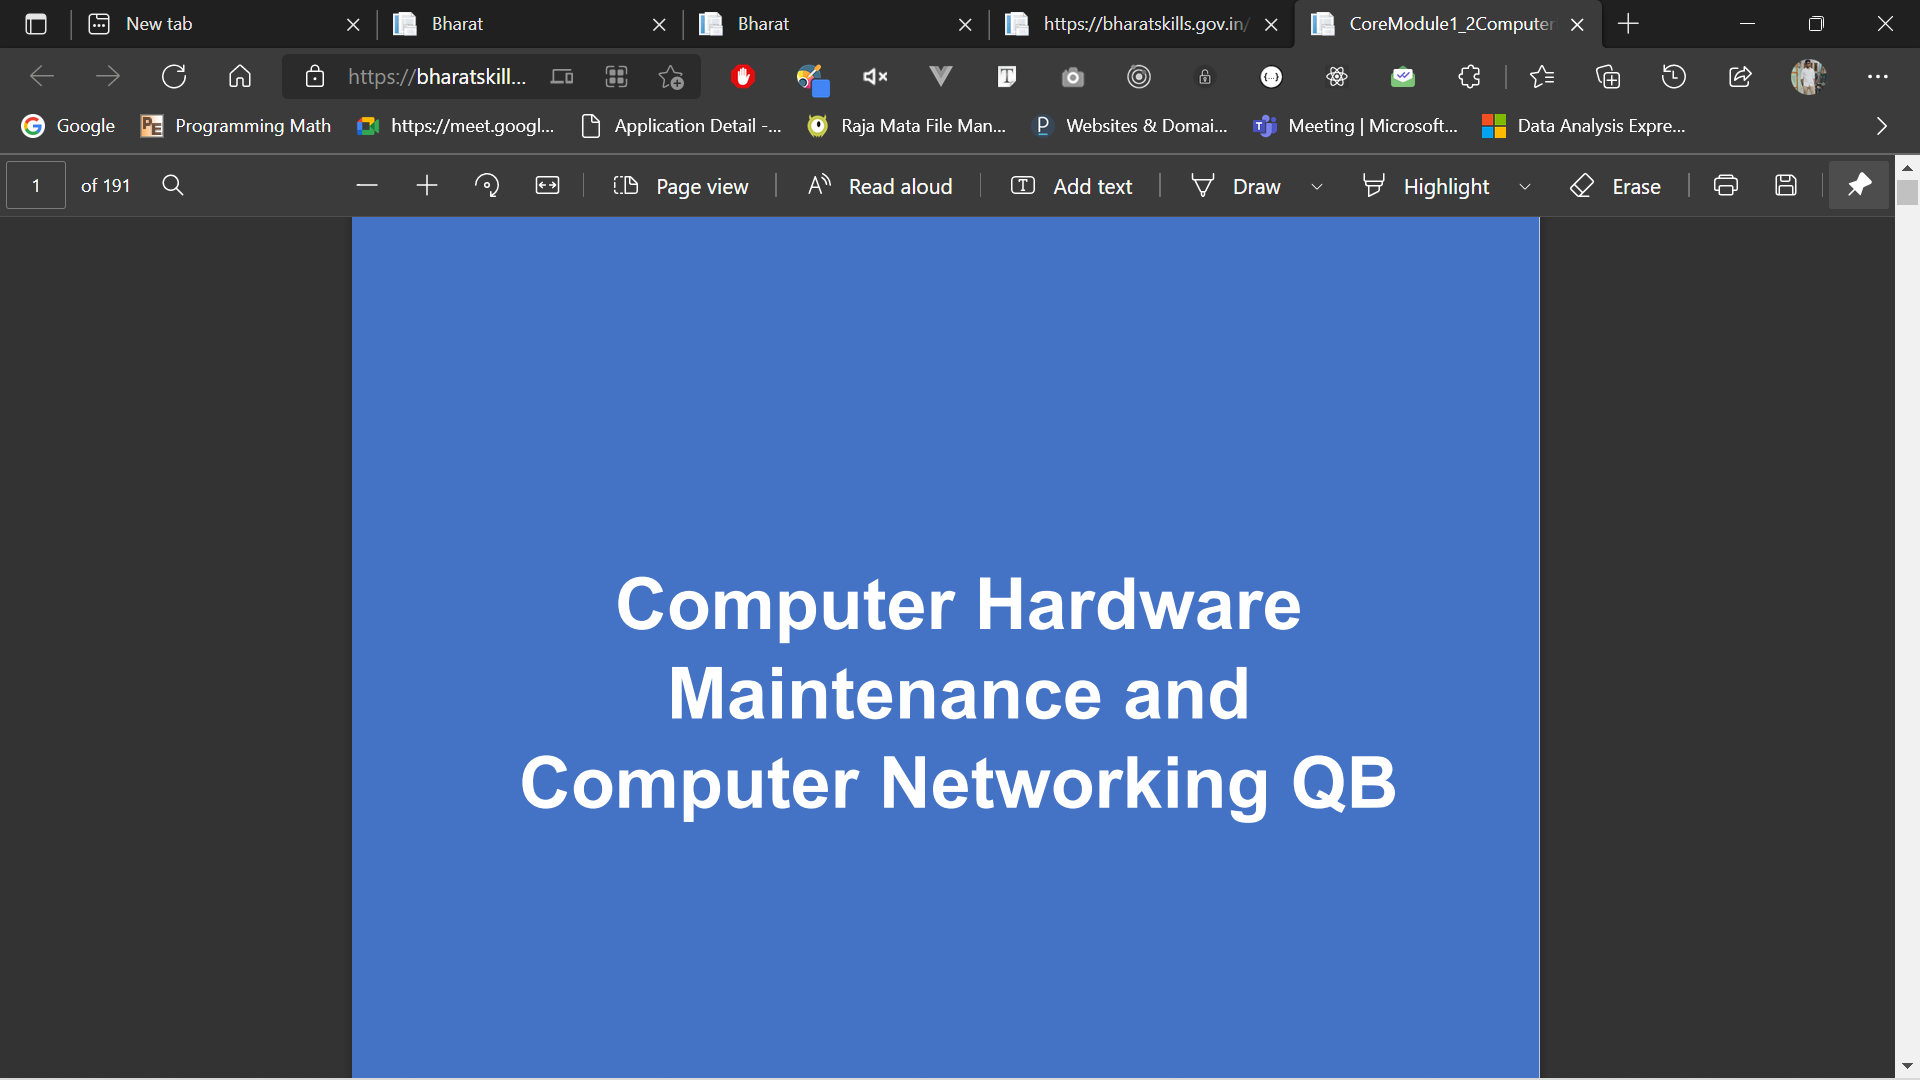 New tab
Bharat
Bharat
https://bharatskills.gov.in/
CoreModule1_2Computer
https://bharatskill...
Google
Programming Math
https://meet.googl...
Application Detail -...
Raja Mata File Man...
Websites & Domai...
Meeting | Microsoft...
Data Analysis Expre...
1 of 191
Page view
Read aloud
Add text
Draw
Highlight
Erase
Computer Hardware
Maintenance and
Computer Networking QB